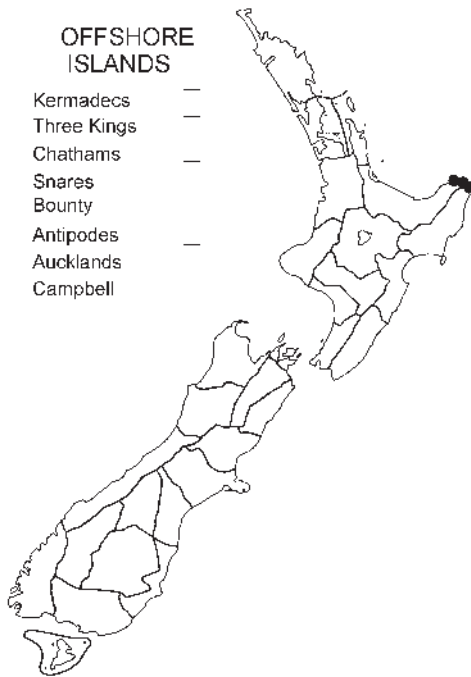 OFFSHORE
ISLANDS
Kermadecs —
Three Kings —
Chathams —
Snares
Bounty
Antipodes —
Aucklands
Campbell